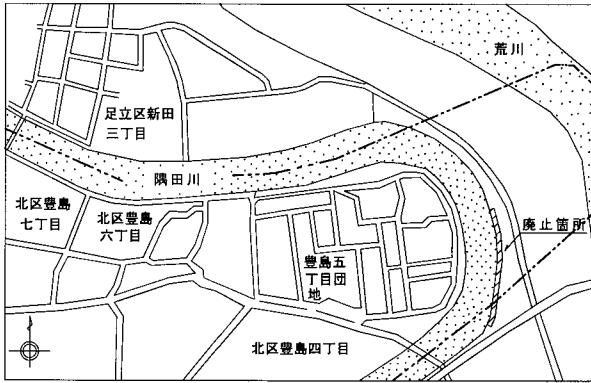 荒川
足立区新田
三丁目
隅田川
北区豊島
七丁目
北区豊島
六丁目
廃止箇所
豊島五
丁目団
地
北区豊島四丁目